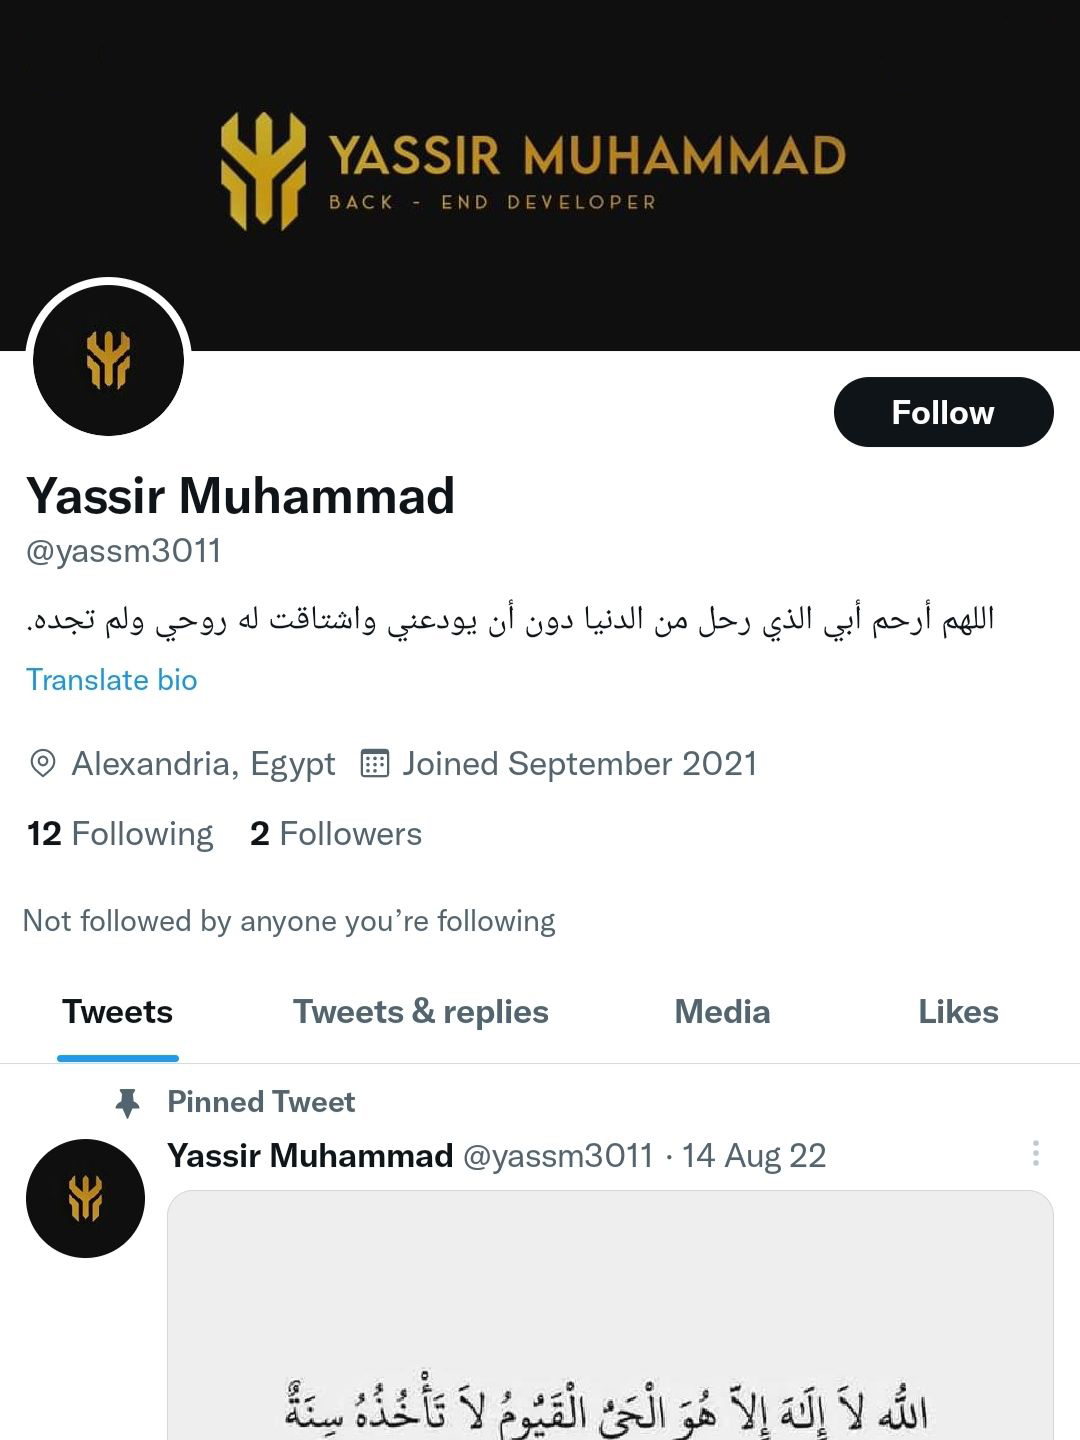 YASSIR MUHAMMAD
BACK - END DEVELOPER
Follow
Yassir Muhammad
@yassm3011
اللهم أرحم أبي الذي رحل من الدنيا دون أن يودعني واشتاقت له روحي ولم تجده.
Translate bio
Alexandria, Egypt Joined September 2021
12 Following 2 Followers
Not followed by anyone you’re following
Tweets Tweets & replies Media Likes
Pinned Tweet
Yassir Muhammad @yassm3011 · 14 Aug 22
اللَّه لاَ إِلَهَ إِلاَّ هُوَ الْحَيُّ الْقَيُّومُ لاَ تَأْخُذُهُ سِنَةٌ